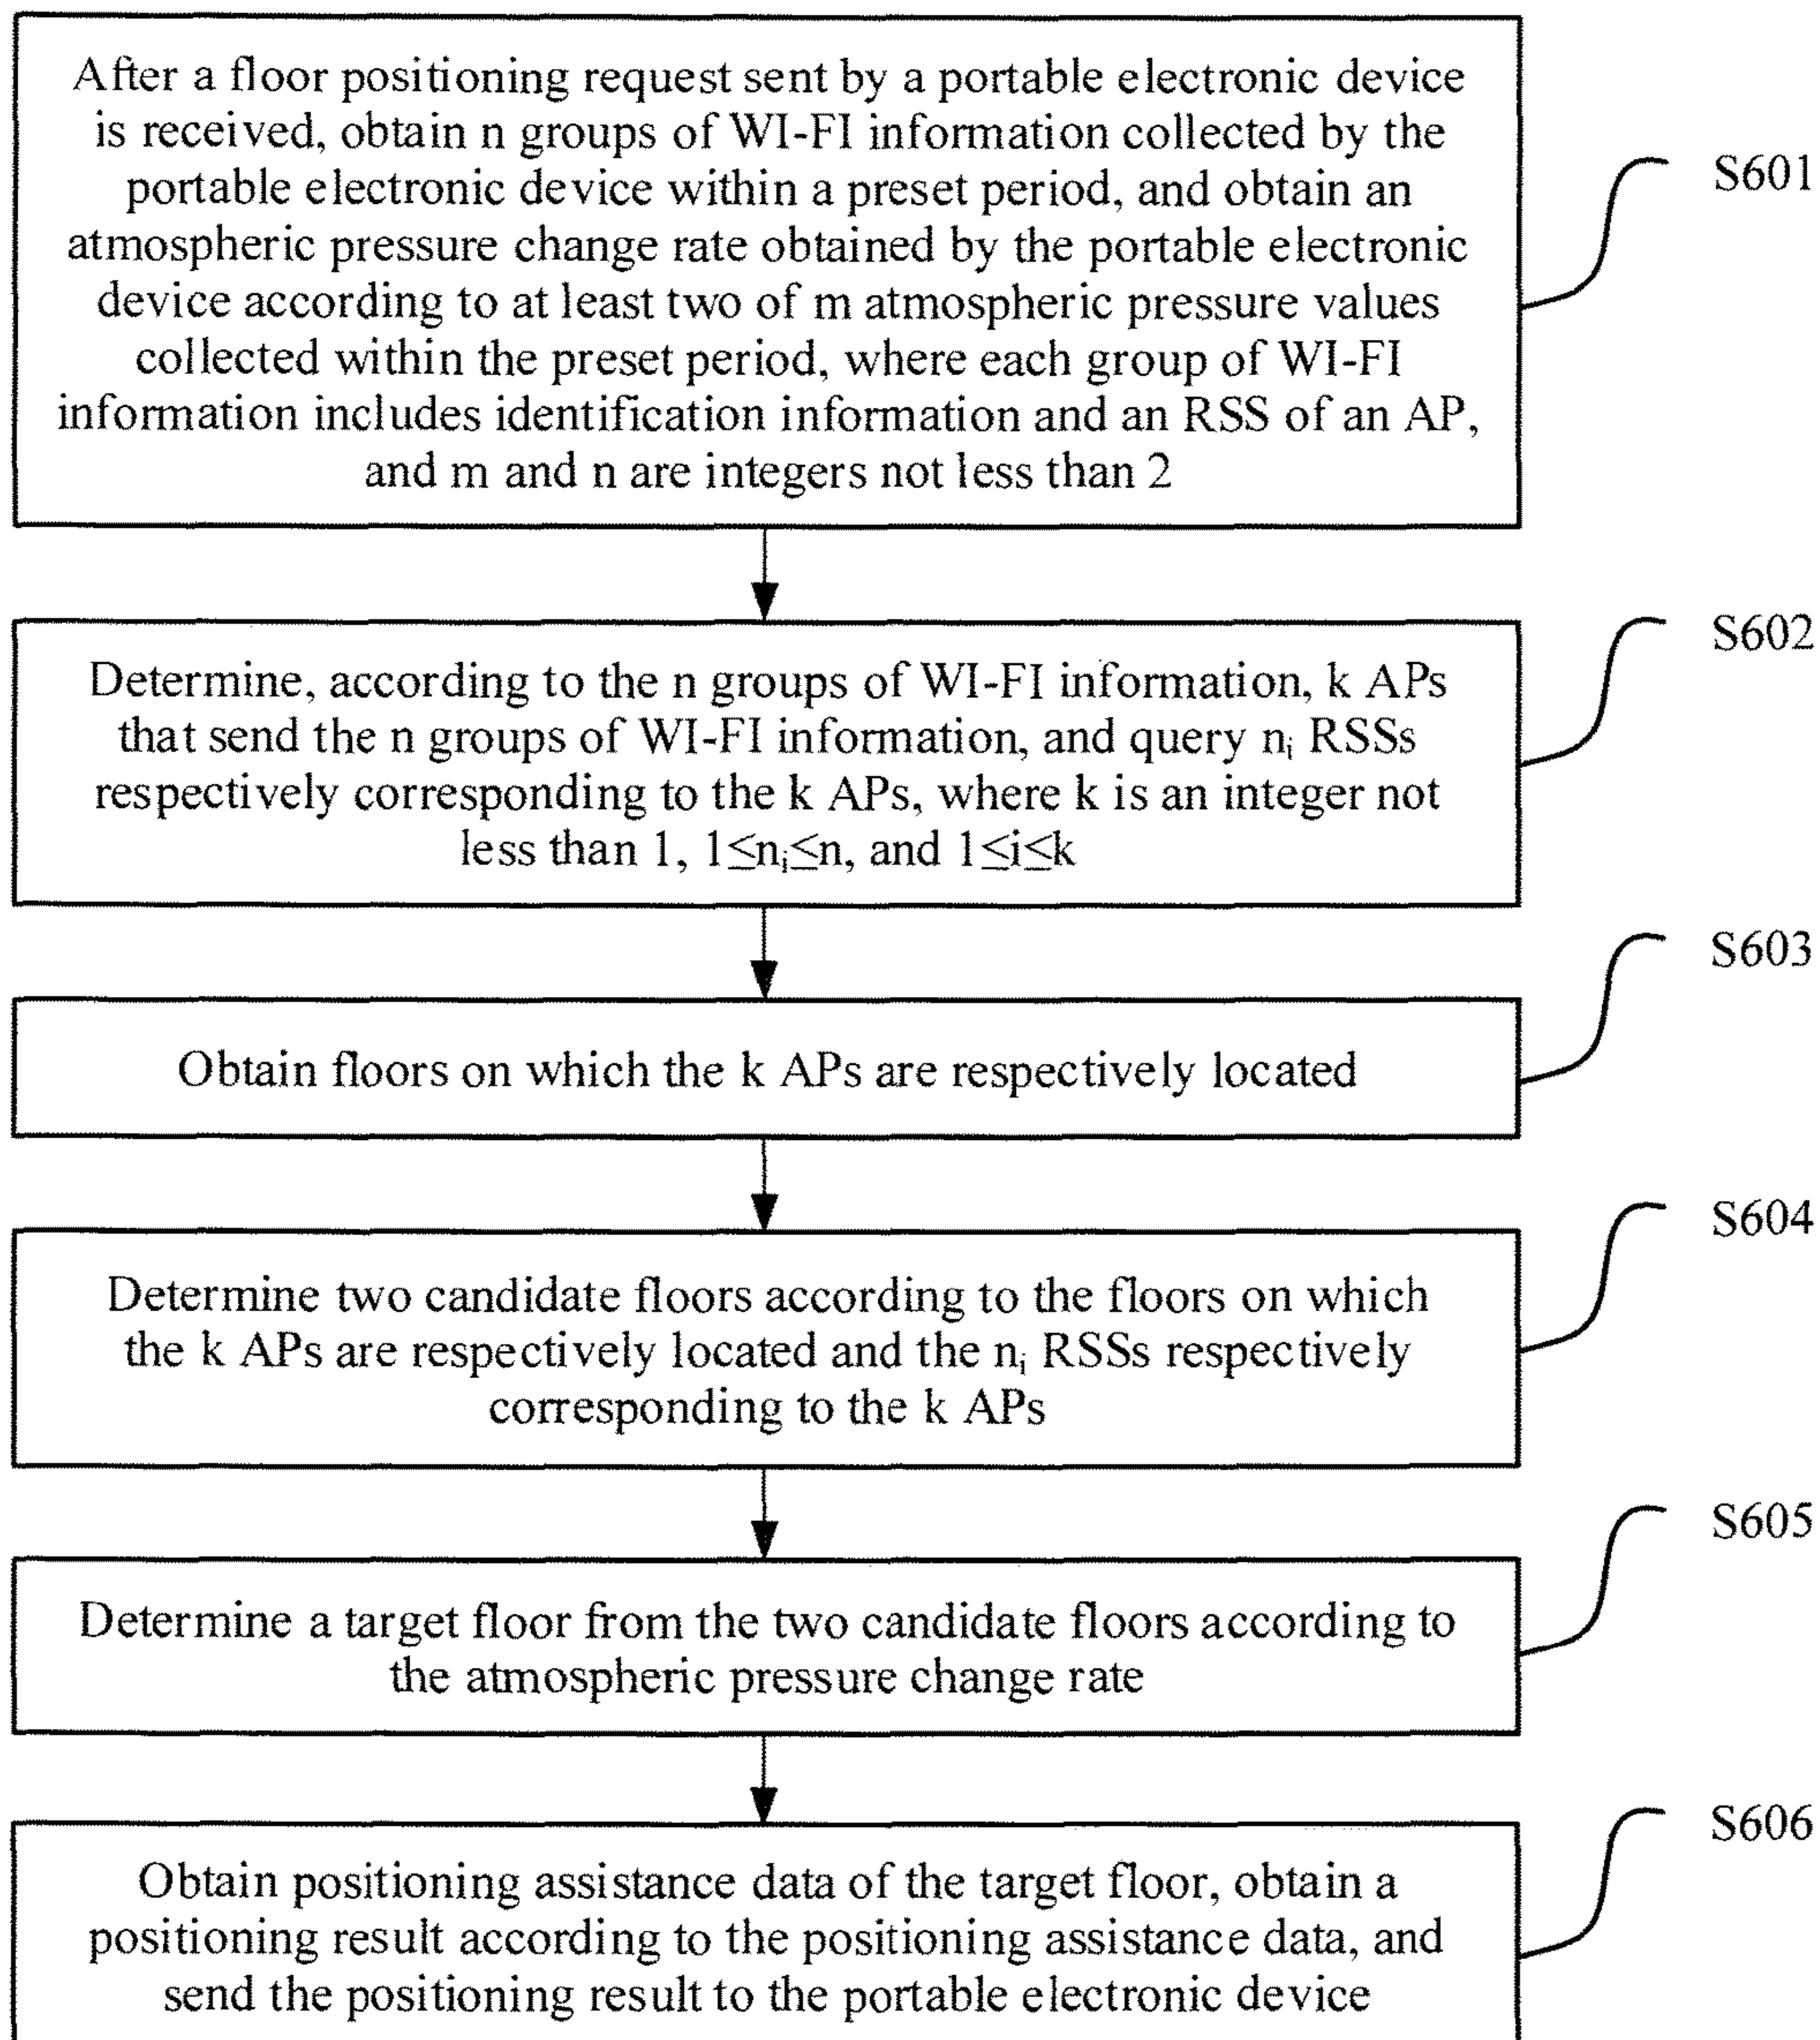 After a floor positioning request sent by a portable electronic device
is received, obtain n groups of WI-FI information collected by the
portable electronic device within a preset period, and obtain an
atmospheric pressure change rate obtained by the portable electronic
device according to at least two of m atmospheric pressure values
collected within the preset period, where each group of WI-FI
information includes identification information and an RSS of an AP,
and m and n are integers not less than 2
S601
Determine, according to the n groups of WI-FI information, k APs
that send the n groups of WI-FI information, and query nᵢ RSSs
respectively corresponding to the k APs, where k is an integer not
less than 1, 1≤nᵢ≤n, and 1≤i≤k
S602
Obtain floors on which the k APs are respectively located
S603
Determine two candidate floors according to the floors on which
the k APs are respectively located and the nᵢ RSSs respectively
corresponding to the k APs
S604
Determine a target floor from the two candidate floors according to
the atmospheric pressure change rate
S605
Obtain positioning assistance data of the target floor, obtain a
positioning result according to the positioning assistance data, and
send the positioning result to the portable electronic device
S606